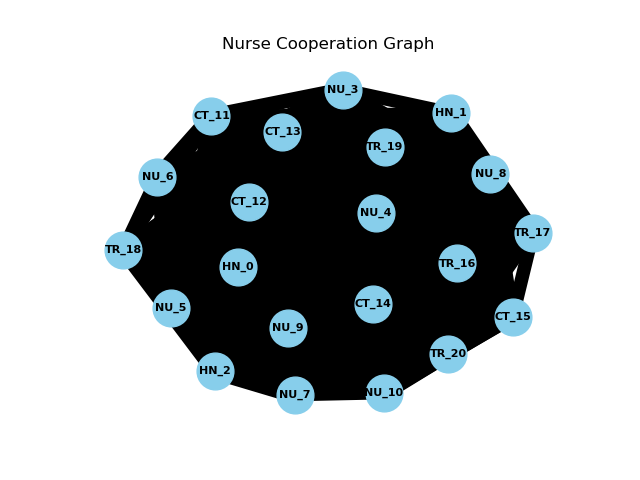 Nurse Cooperation Graph
NU_3
HN_1
CT_11
CT_13
TR_19
NU_8
NU_6
CT_12
NU_4
TR_17
TR_18
TR_16
HN_0
CT_14
NU_5
CT_15
NU_9
TR_20
HN_2
NU_10
NU_7